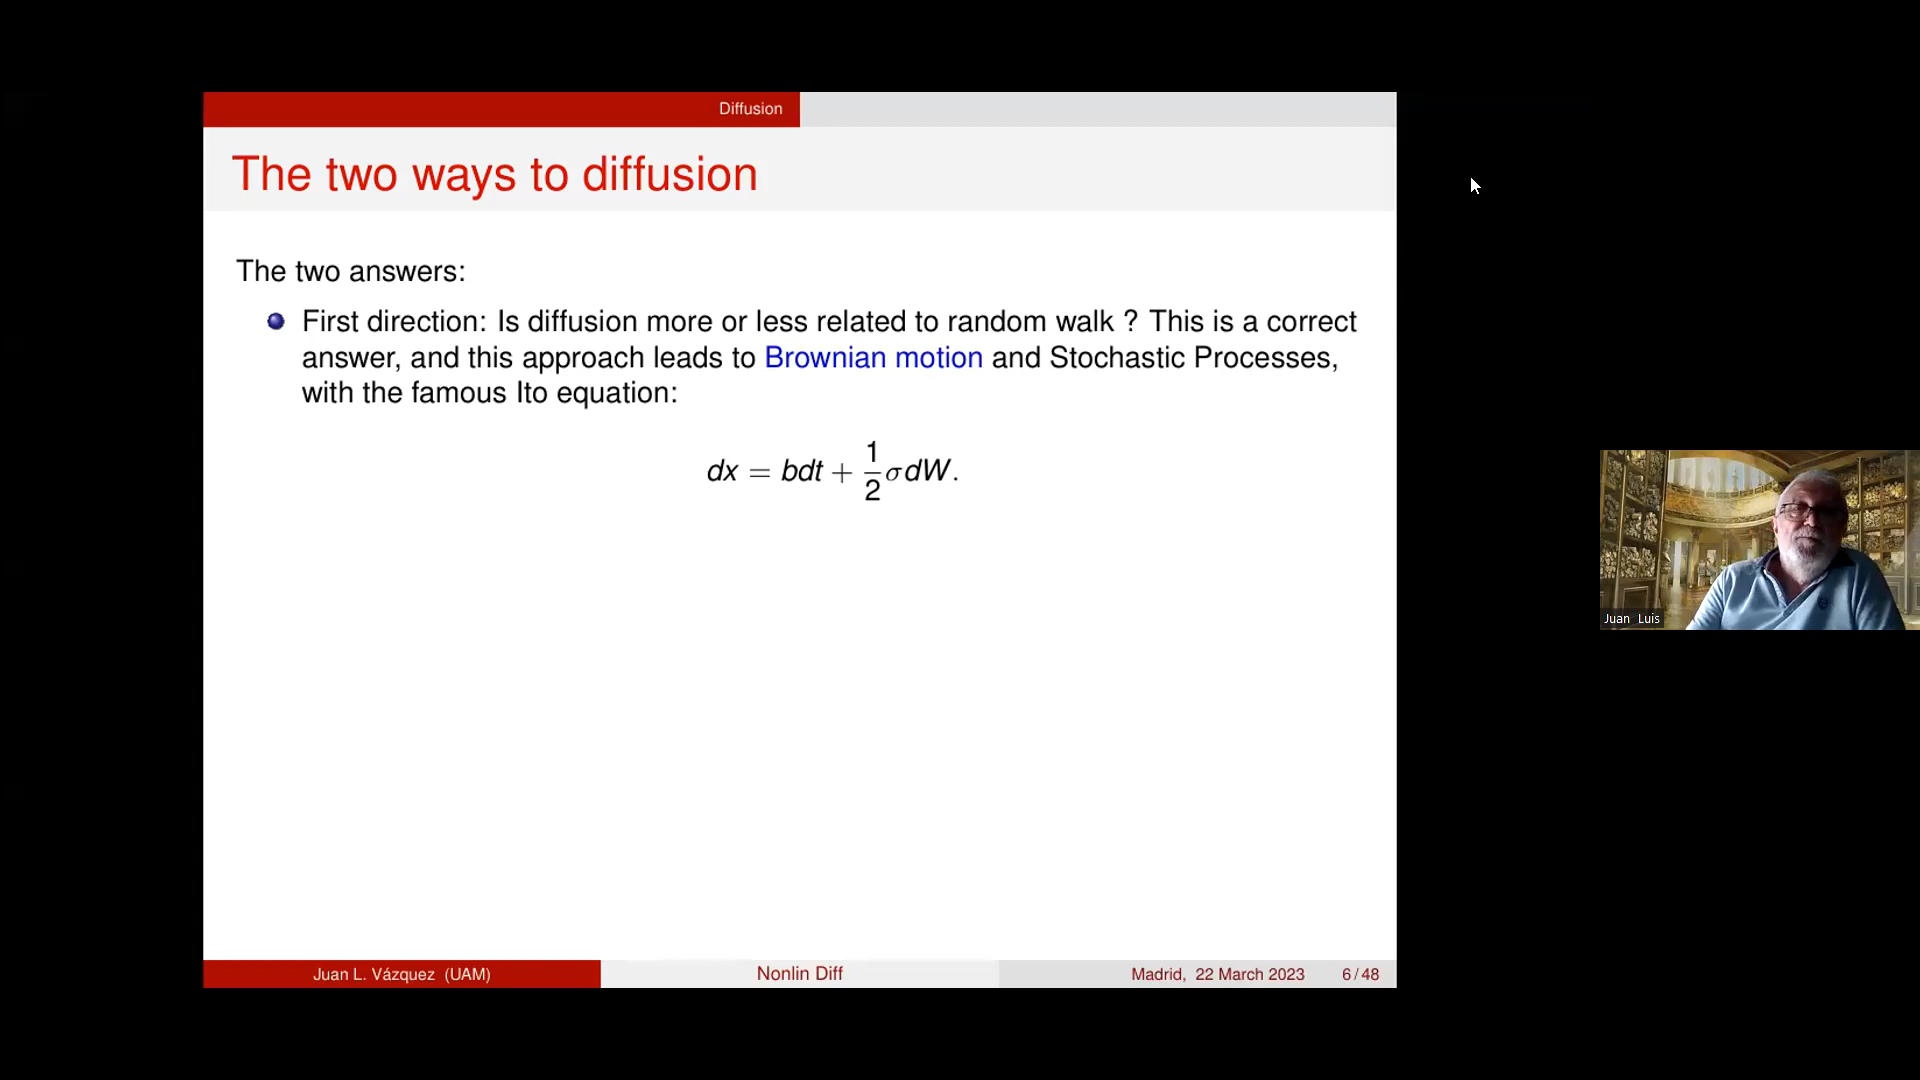 Diffusion
The two ways to diffusion
The two answers:
First direction: Is diffusion more or less related to random walk ? This is a correct
answer, and this approach leads to Brownian motion and Stochastic Processes,
with the famous Ito equation:
dx = bdt + \frac{1}{2} σdW.
Juan Luis
Juan L. Vázquez (UAM) Nonlin Diff Madrid, 22 March 2023 6 / 48